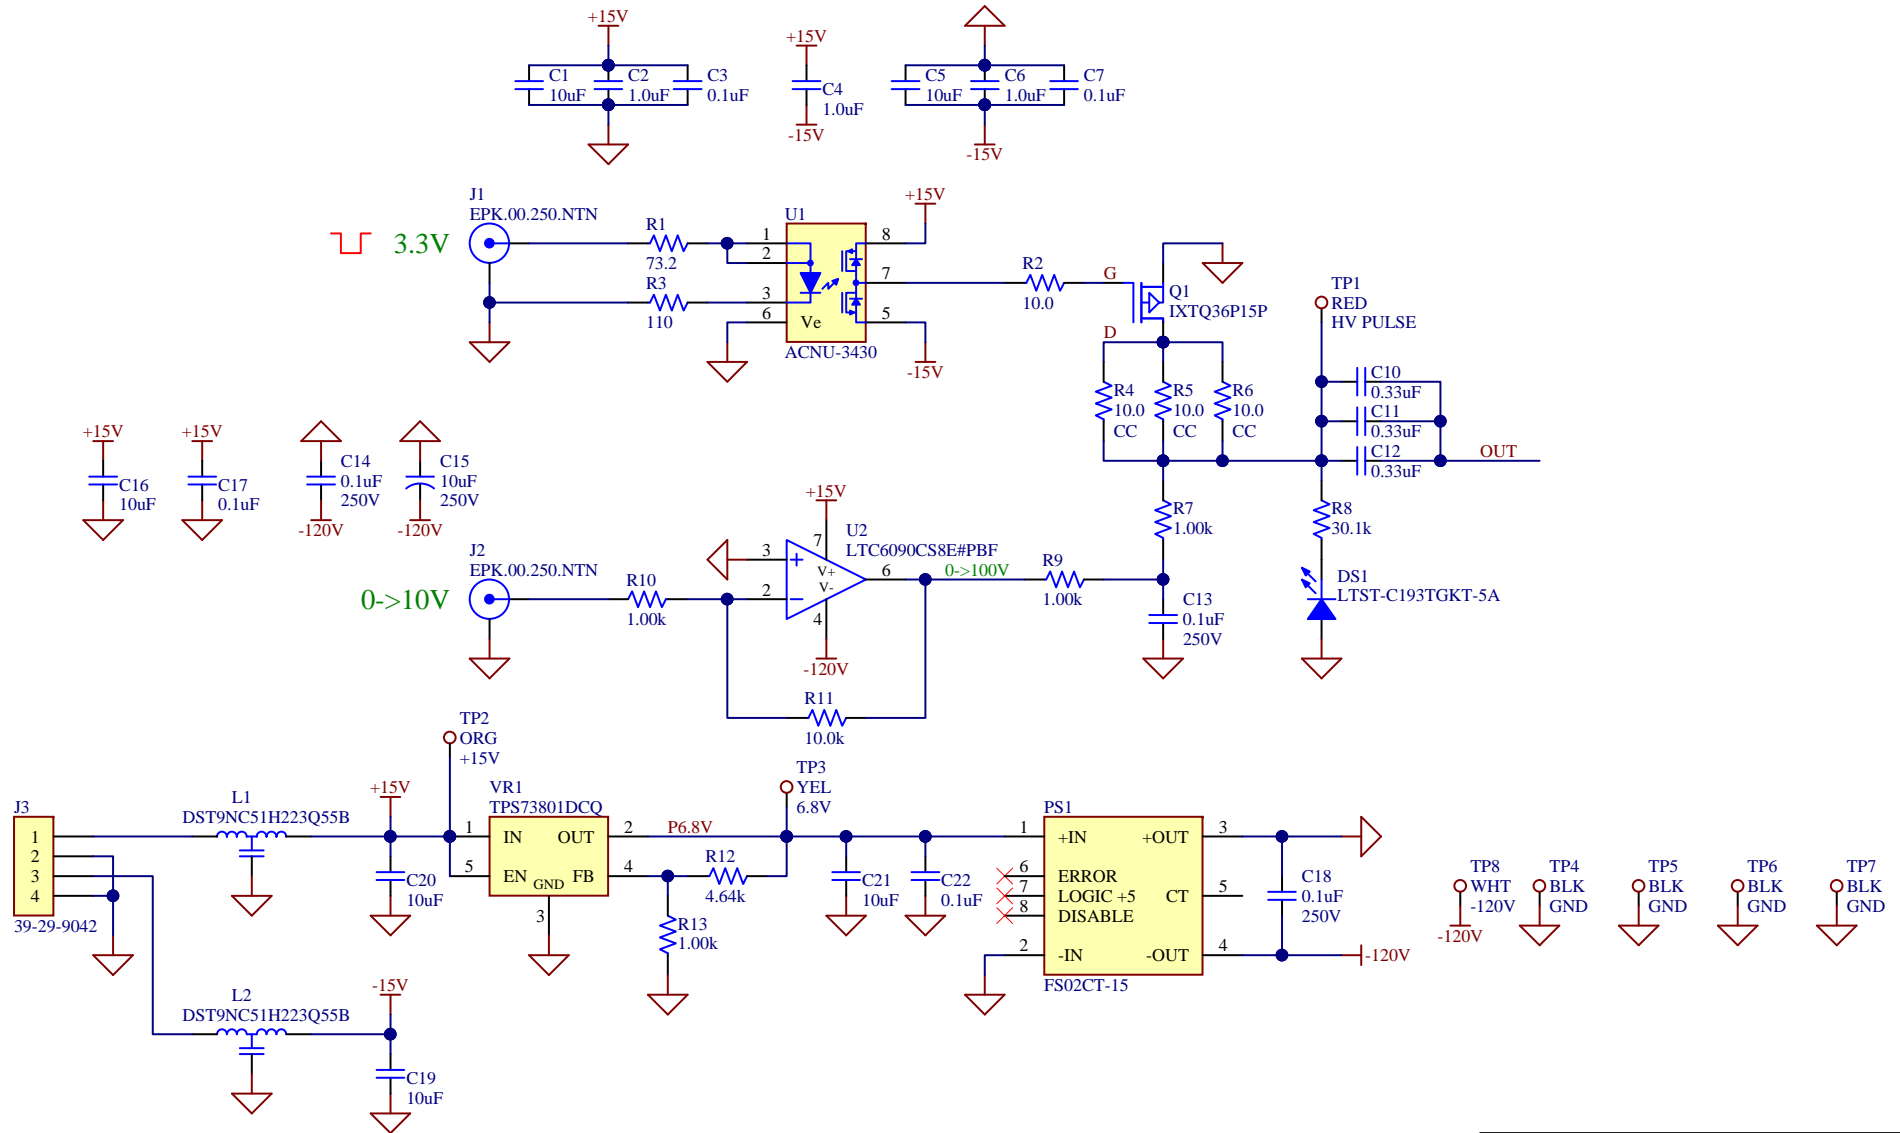 +15V
C1
10uF
C2
1.0uF
C3
0.1uF
+15V
C4
1.0uF
-15V
C5
10uF
C6
1.0uF
C7
0.1uF
-15V
J1
EPK.00.250.NTN
3.3V
R1
73.2
R3
110
U1
1
2
3
6
Ve
8
7
5
ACNU-3430
+15V
-15V
R2
10.0
G
Q1
IXTQ36P15P
D
R4
10.0
CC
R5
10.0
CC
R6
10.0
CC
TP1
RED
HV PULSE
C10
0.33uF
C11
0.33uF
C12
0.33uF
OUT
+15V
C16
10uF
+15V
C17
0.1uF
C14
0.1uF
250V
-120V
C15
10uF
250V
-120V
J2
EPK.00.250.NTN
0->10V
R10
1.00k
+15V
U2
LTC6090CS8E#PBF
3
2
7
V+
V-
4
6
-120V
0->100V
R11
10.0k
R9
1.00k
R7
1.00k
C13
0.1uF
250V
R8
30.1k
DS1
LTST-C193TGKT-5A
J3
1
2
3
4
39-29-9042
L1
DST9NC51H223Q55B
+15V
C20
10uF
TP2
ORG
+15V
VR1
TPS73801DCQ
1
IN
OUT
2
5
EN
GND
FB
4
3
P6.8V
R12
4.64k
R13
1.00k
TP3
YEL
6.8V
C21
10uF
C22
0.1uF
PS1
1
+IN
+OUT
3
6
ERROR
7
LOGIC +5
CT
5
8
DISABLE
2
-IN
-OUT
4
FS02CT-15
C18
0.1uF
250V
-120V
TP8
WHT
-120V
-120V
TP4
BLK
GND
TP5
BLK
GND
TP6
BLK
GND
TP7
BLK
GND
L2
DST9NC51H223Q55B
-15V
C19
10uF